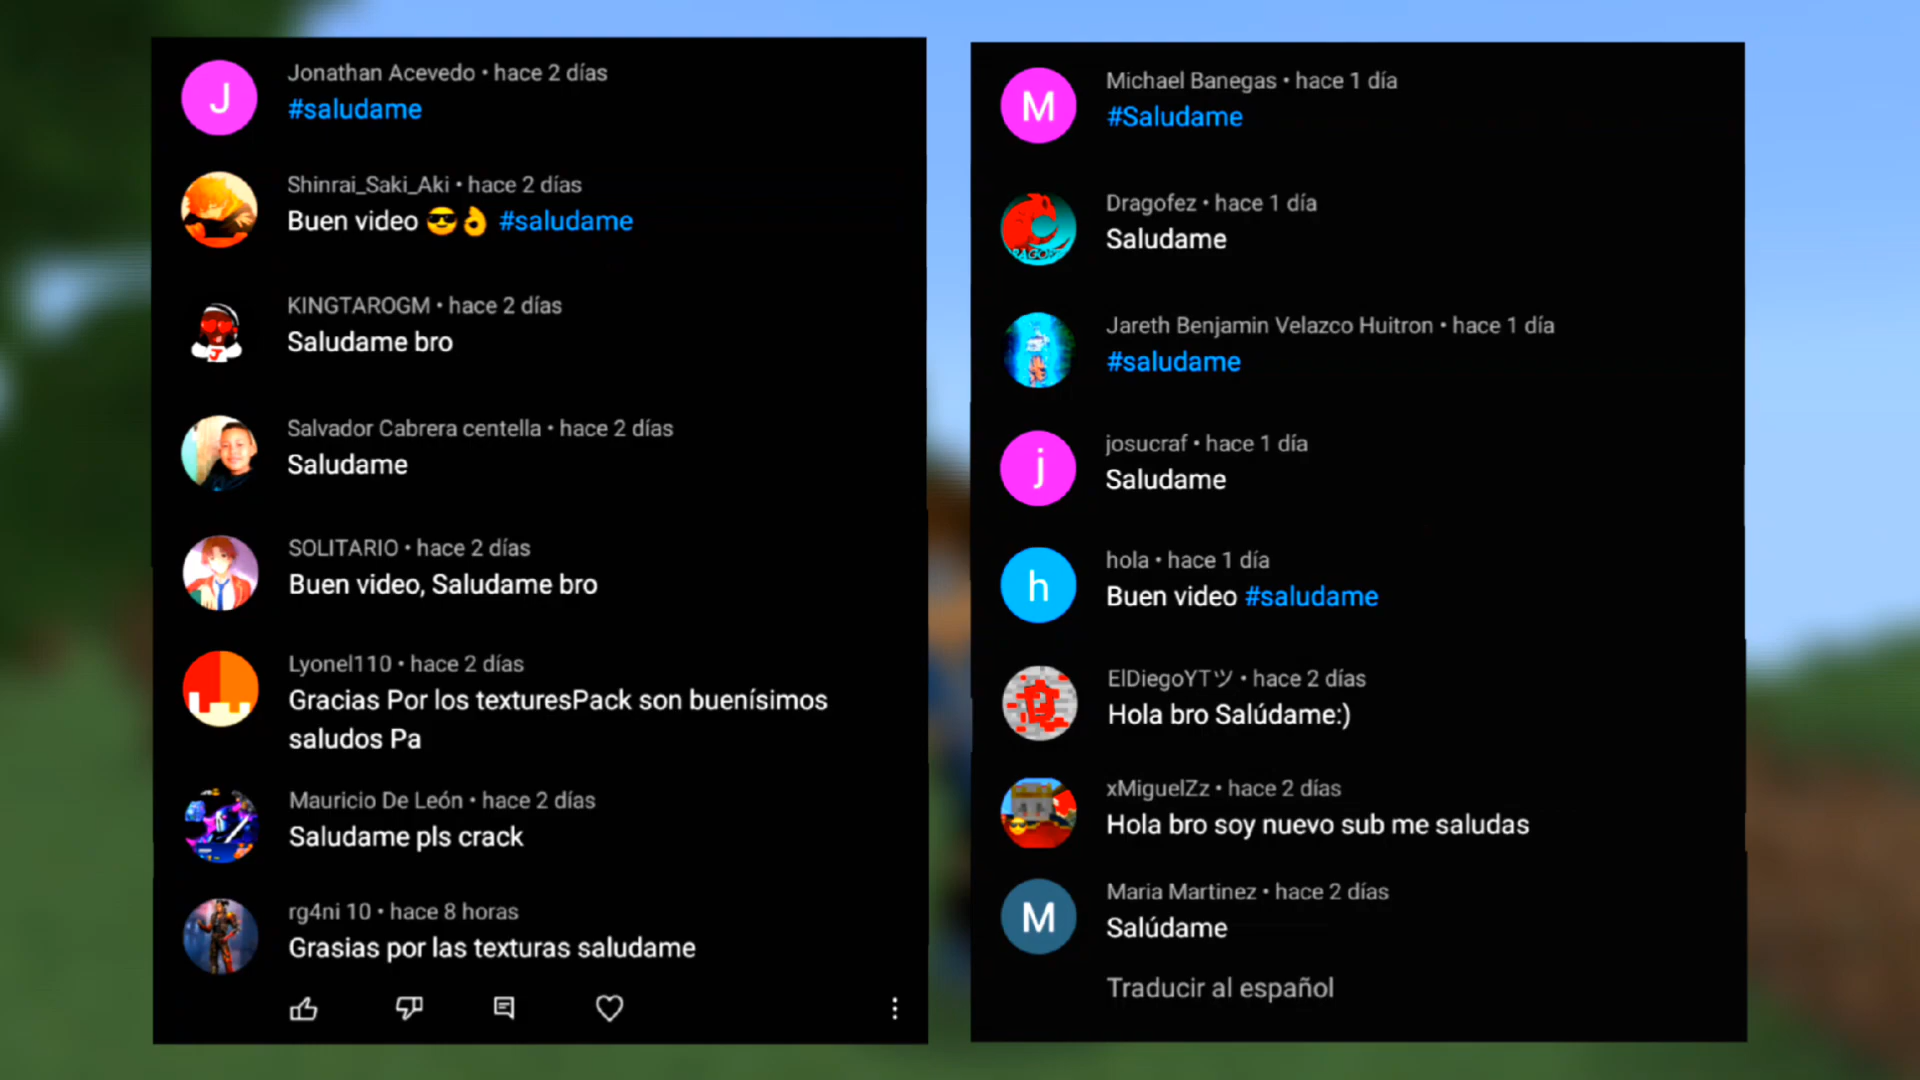 J
Jonathan Acevedo • hace 2 días
#saludame
Shinrai_Saki_Aki • hace 2 días
Buen video 😎👌 #saludame
KINGTAROGM • hace 2 días
Saludame bro
Salvador Cabrera centella • hace 2 días
Saludame
SOLITARIO • hace 2 días
Buen video, Saludame bro
Lyonel110 • hace 2 días
Gracias Por los texturesPack son buenísimos
saludos Pa
Mauricio De León • hace 2 días
Saludame pls crack
rg4ni 10 • hace 8 horas
Grasias por las texturas saludame
M
Michael Banegas • hace 1 día
#Saludame
Dragofez • hace 1 día
Saludame
Jareth Benjamin Velazco Huitron • hace 1 día
#saludame
j
josucraf • hace 1 día
Saludame
h
hola • hace 1 día
Buen video #saludame
ElDiegoYTツ • hace 2 días
Hola bro Salúdame:)
xMiguelZz • hace 2 días
Hola bro soy nuevo sub me saludas
M
Maria Martinez • hace 2 días
Salúdame
Traducir al español